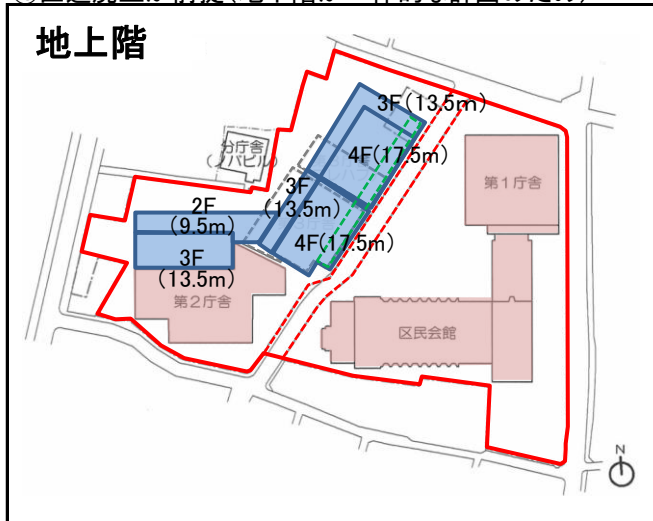 地上階
3F(13.5m)
分庁舎
(ノバビル)
4F(17.5m)
第1庁舎
3F
(13.5m)
2F
(9.5m)
4F(17.5m)
3F
(13.5m)
第2庁舎
区民会館
N